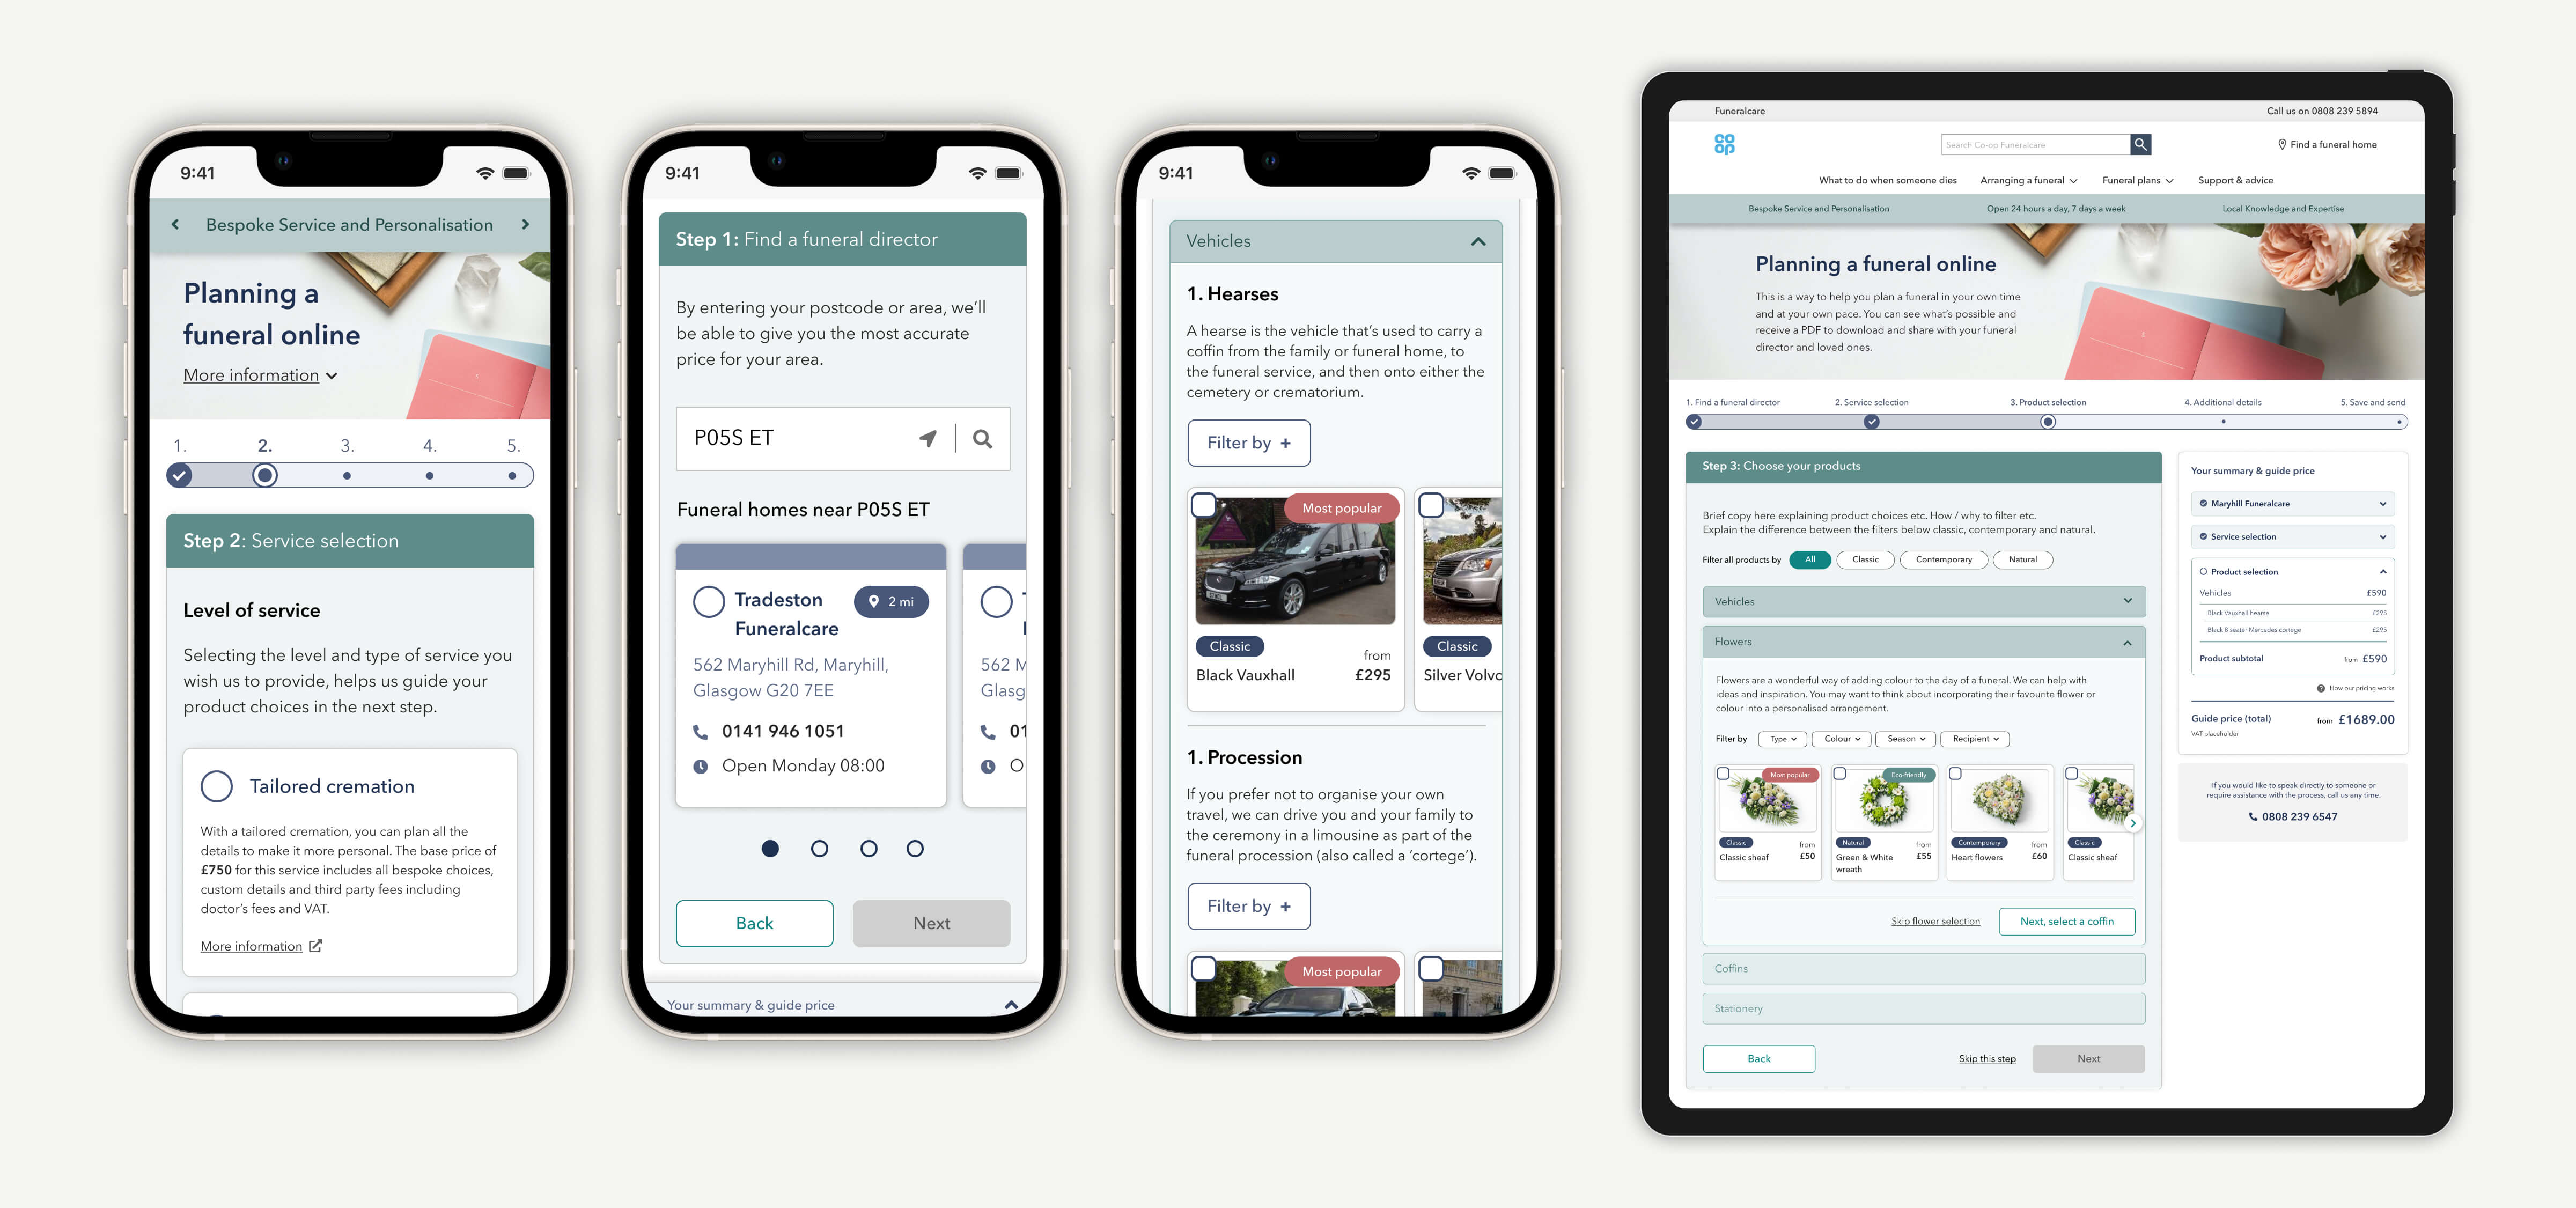 9:41
Bespoke Service and Personalisation
Planning a
funeral online
More information
1. 2. 3. 4. 5.
Step 2: Service selection
Level of service
Selecting the level and type of service you
wish us to provide, helps us guide your
product choices in the next step.
Tailored cremation
With a tailored cremation, you can plan all the
details to make it more personal. The base price of
£750 for this service includes all bespoke choices,
custom details and third party fees including
doctor's fees and VAT.
More information
9:41
Step 1: Find a funeral director
By entering your postcode or area, we'll
be able to give you the most accurate
price for your area.
P05S ET
Funeral homes near P05S ET
Tradeston
Funeralcare
2 mi
562 Maryhill Rd, Maryhill,
Glasgow G20 7EE
0141 946 1051
Open Monday 08:00
562 M
Glasg
01
O
Back
Next
Your summary & guide price
9:41
Vehicles
1. Hearses
A hearse is the vehicle that's used to carry a
coffin from the family or funeral home, to
the funeral service, and then onto either the
cemetery or crematorium.
Filter by +
Most popular
Classic
Black Vauxhall
from
£295
Classic
Silver Volvo
1. Procession
If you prefer not to organise your own
travel, we can drive you and your family to
the ceremony in a limousine as part of the
funeral procession (also called a 'cortege').
Filter by +
Most popular
Funeralcare
Call us on 0808 239 5894
CO
OP
Search Co-op Funeralcare
Find a funeral home
What to do when someone dies
Arranging a funeral
Funeral plans
Support & advice
Bespoke Service and Personalisation
Open 24 hours a day, 7 days a week
Local Knowledge and Expertise
Planning a funeral online
This is a way to help you plan a funeral in your own time
and at your own pace. You can see what's possible and
receive a PDF to download and share with your funeral
director and loved ones.
1. Find a funeral director
2. Service selection
3. Product selection
4. Additional details
5. Save and send
Step 3: Choose your products
Brief copy here explaining product choices etc. How / why to filter etc.
Explain the difference between the filters below classic, contemporary and natural.
Filter all products by
All
Classic
Contemporary
Natural
Vehicles
Flowers
Flowers are a wonderful way of adding colour to the day of a funeral. We can help with
ideas and inspiration. You may want to think about incorporating their favourite flower or
colour into a personalised arrangement.
Filter by
Type
Colour
Season
Recipient
Most popular
Classic
Classic sheaf
from
£50
Eco-friendly
Natural
Green & White
wreath
from
£55
Contemporary
Heart flowers
from
£60
Classic
Classic sheaf
Skip flower selection
Next, select a coffin
Coffins
Stationery
Back
Skip this step
Next
Your summary & guide price
Maryhill Funeralcare
Service selection
Product selection
Vehicles £590
Black Vauxhall hearse £295
Black 8 seater Mercedes cortege £295
Product subtotal from £590
How our pricing works
Guide price (total) from £1689.00
VAT placeholder
If you would like to speak directly to someone or
require assistance with the process, call us any time.
0808 239 6547